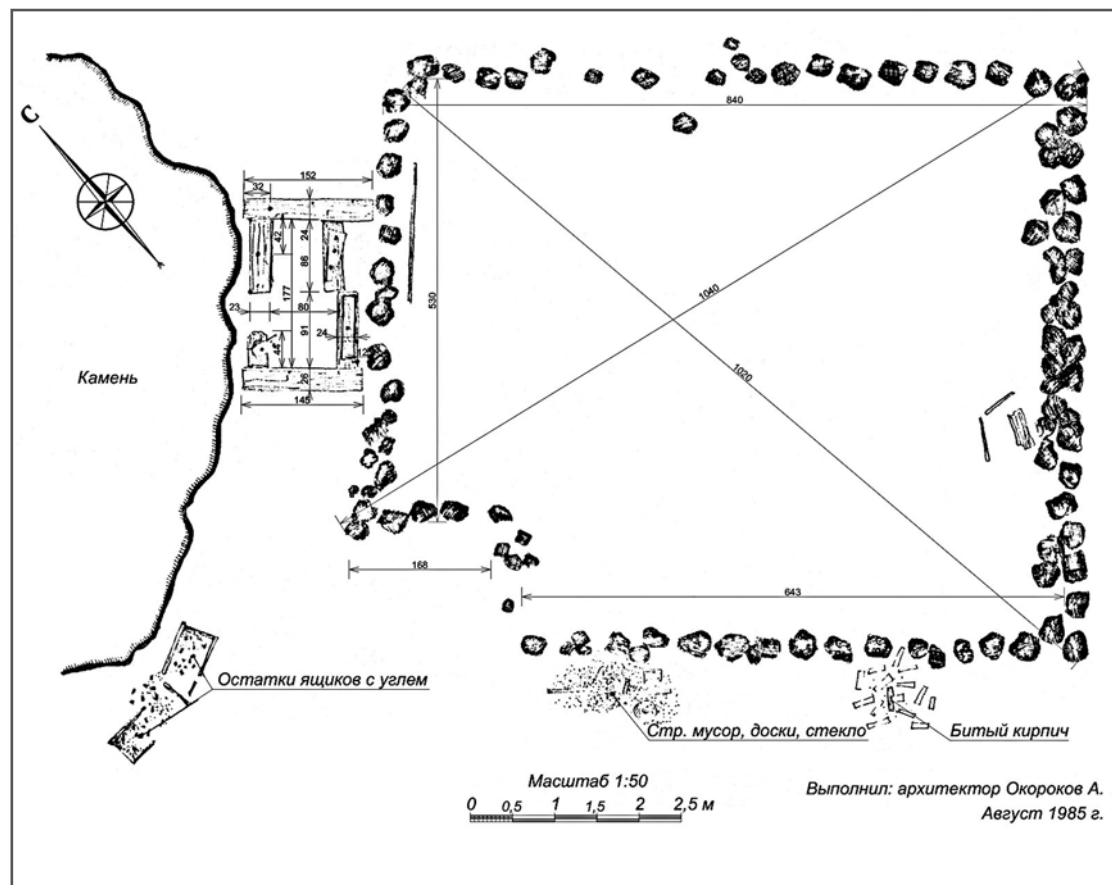 С
840
152
32
42
24
86
177
530
1040
23
80
91
24
44
26
145
1020
Камень
168
643
Остатки ящиков с углем
Стр. мусор, доски, стекло
Битый кирпич
Масштаб 1:50
0 0,5 1 1,5 2 2,5 м
Выполнил: архитектор Окороков А.
Август 1985 г.